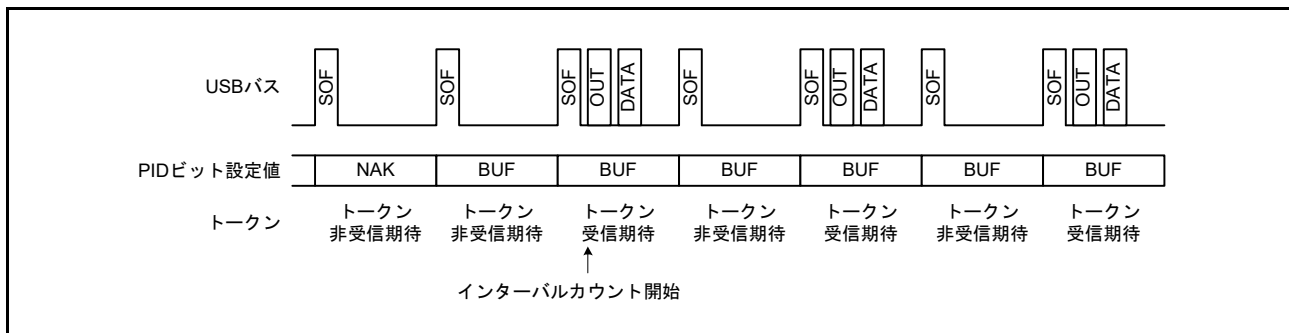 USBバス
SOF SOF SOF OUT DATA SOF SOF OUT DATA SOF SOF OUT DATA
PIDビット設定値 NAK BUF BUF BUF BUF BUF BUF
トークン
トークン トークン トークン トークン トークン トークン トークン
非受信期待 非受信期待 受信期待 非受信期待 受信期待 非受信期待 受信期待
インターバルカウント開始